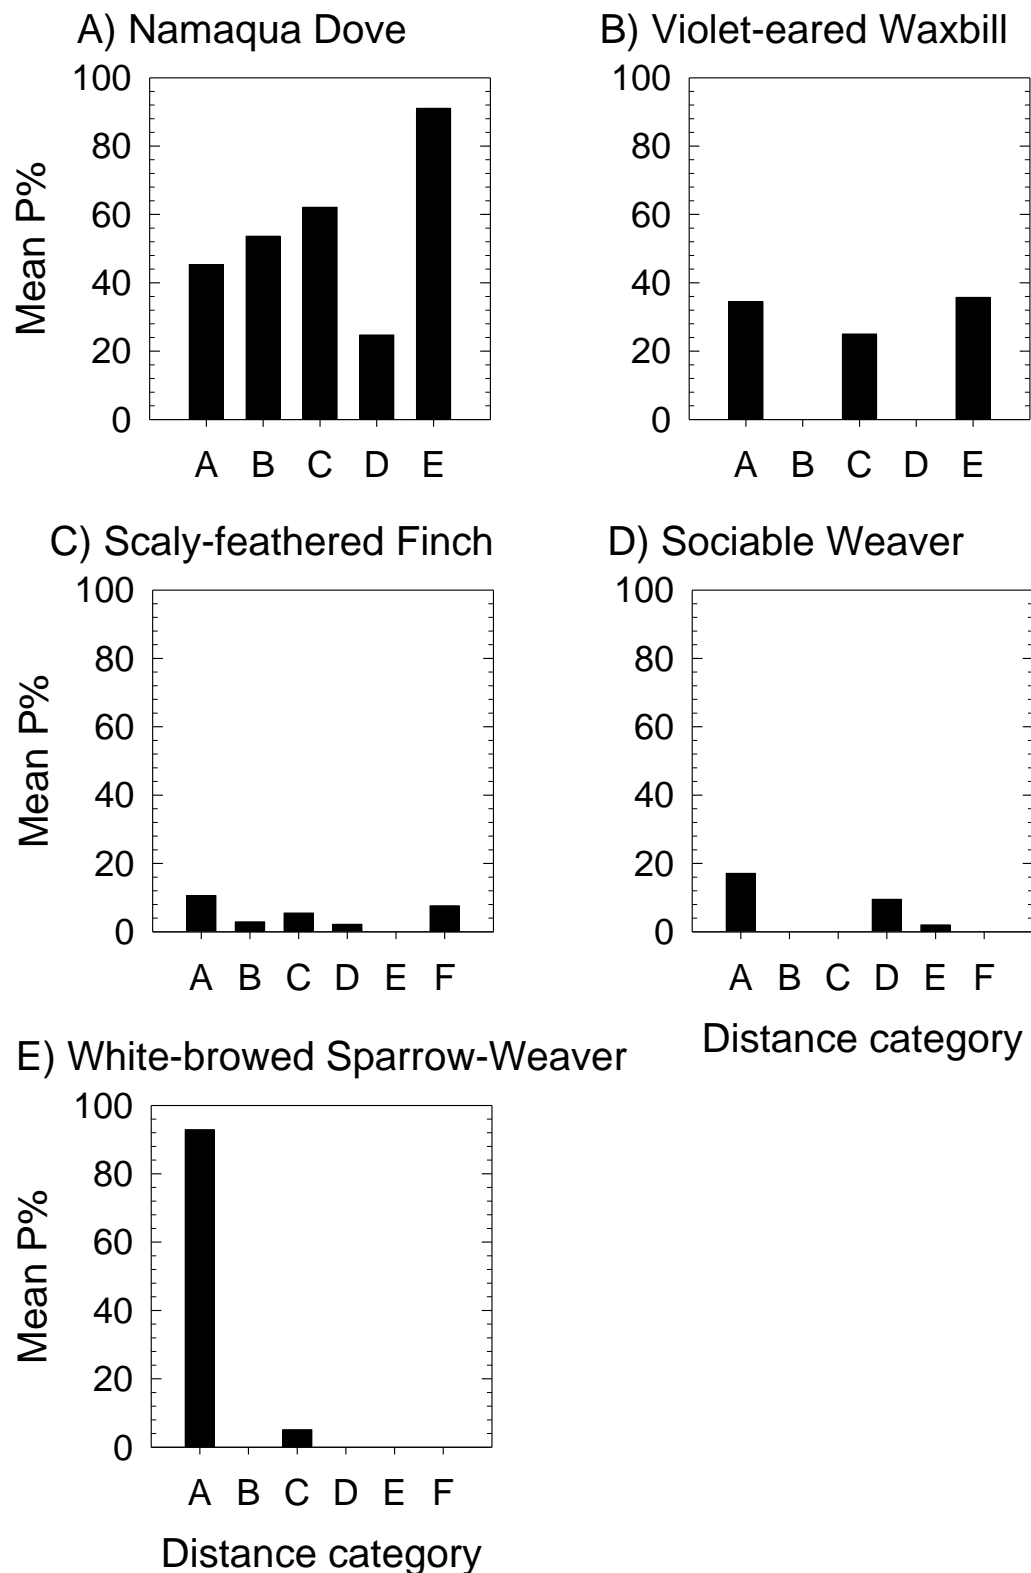 A) Namaqua Dove
B) Violet-eared Waxbill
Mean P%
100
80
60
40
20
0
A B C D E
100
80
60
40
20
0
A B C D E
C) Scaly-feathered Finch
D) Sociable Weaver
Mean P%
100
80
60
40
20
0
A B C D E F
100
80
60
40
20
0
A B C D E F
Distance category
E) White-browed Sparrow-Weaver
Mean P%
100
80
60
40
20
0
A B C D E F
Distance category